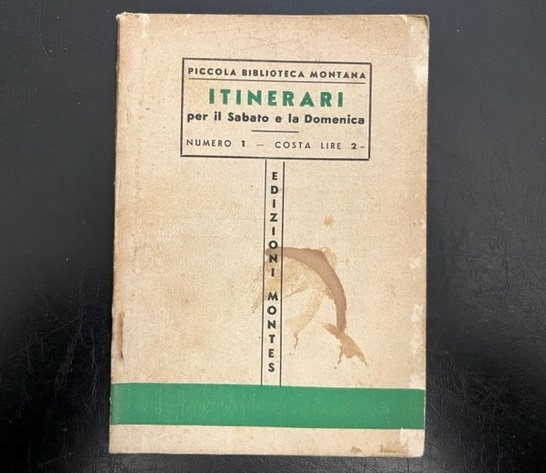 PICCOLA BIBLIOTECA MONTANA
ITINERARI
per il Sabato e la Domenica
NUMERO 1 — COSTA LIRE 2-
EDIZIONI MONTES